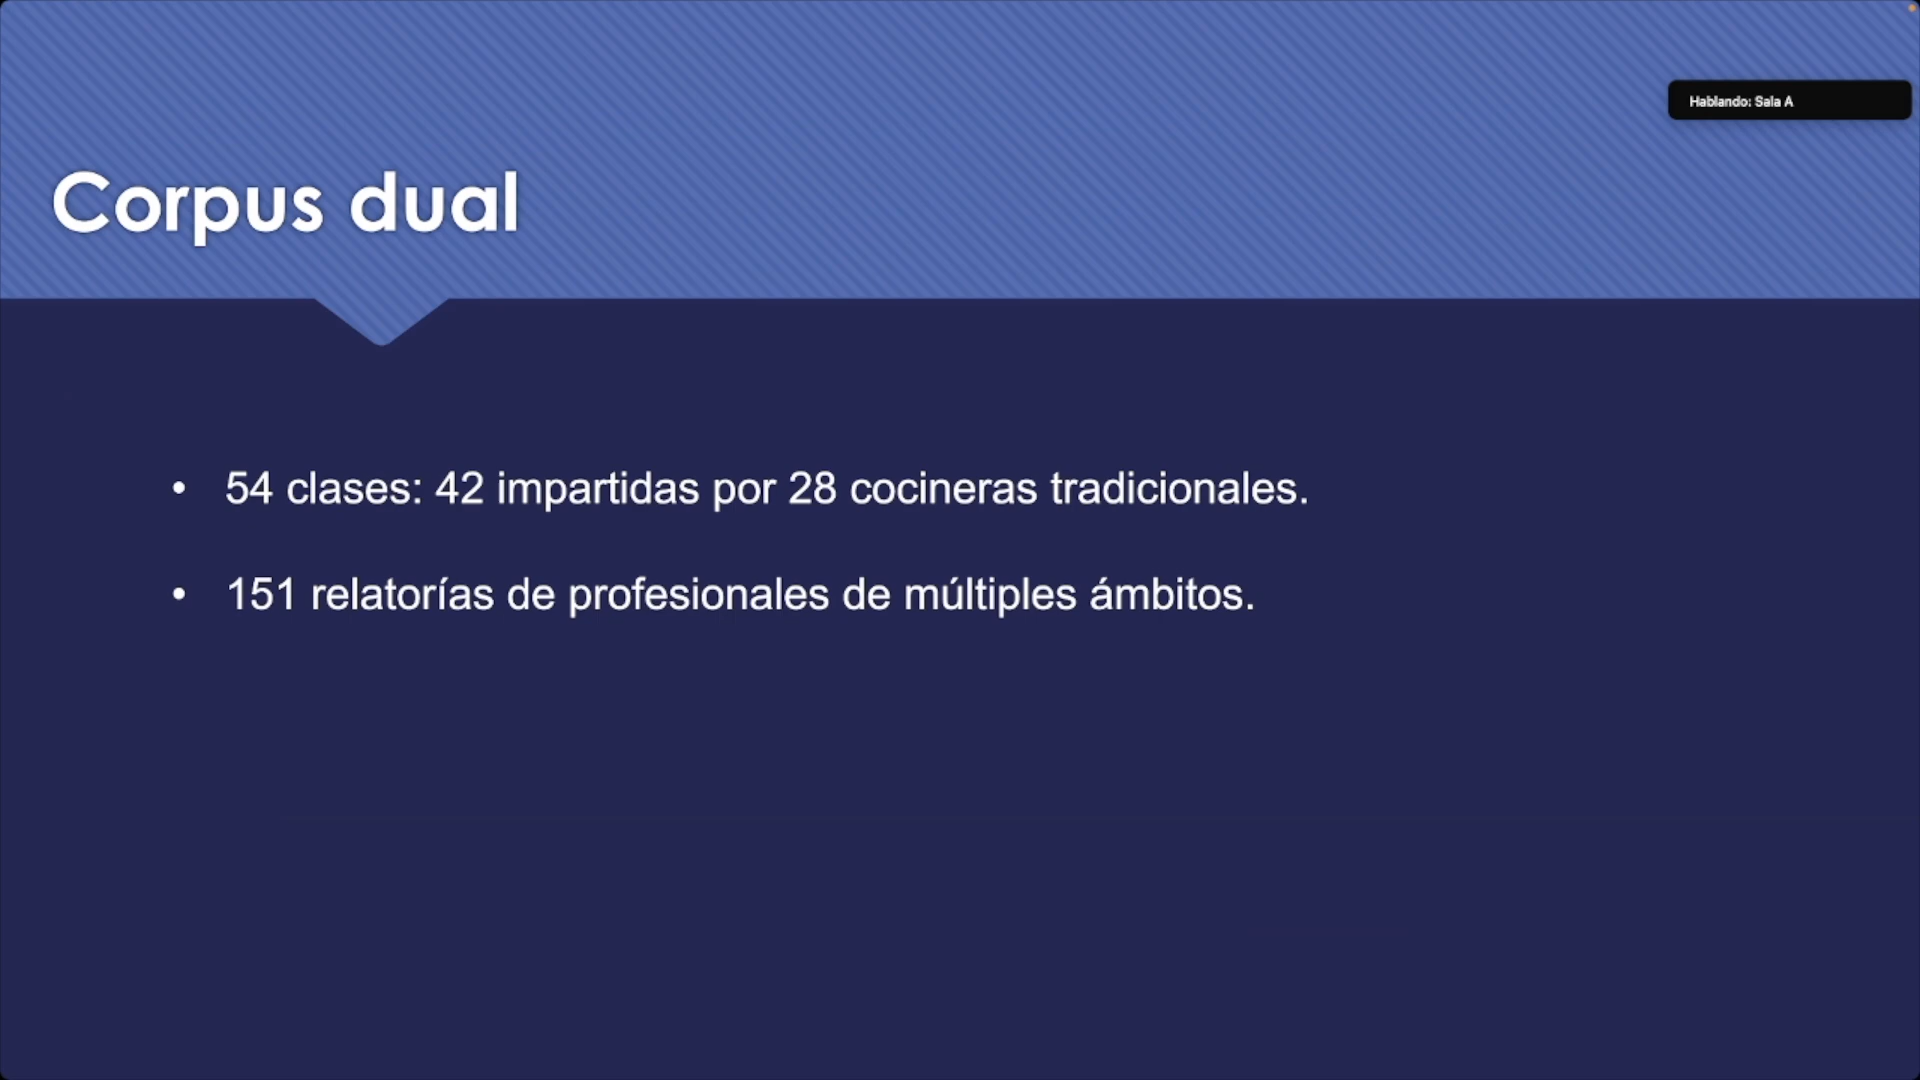 Hablando: Sala A
Corpus dual
• 54 clases: 42 impartidas por 28 cocineras tradicionales.
• 151 relatorías de profesionales de múltiples ámbitos.